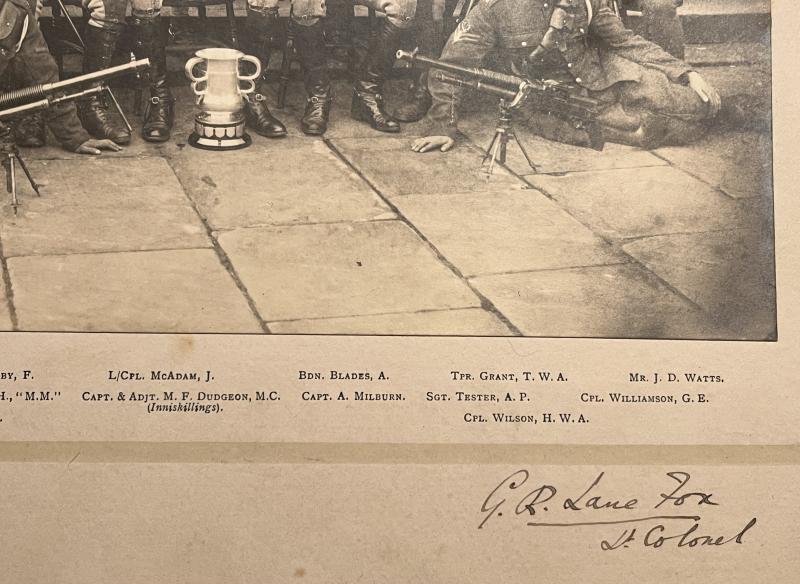 BY, F. L/CPL. MCADAM, J. BDN. BLADES, A. TPR. GRANT, T. W. A. MR. J. D. WATTS.
H., "M.M." CAPT. & ADJT. M. F. DUDGEON, M.C. CAPT. A. MILBURN. SGT. TESTER, A. P. CPL. WILLIAMSON, G. E.
(Inniskillings).
CPL. WILSON, H. W. A.
G. R. Lane Fox
Lt Colonel